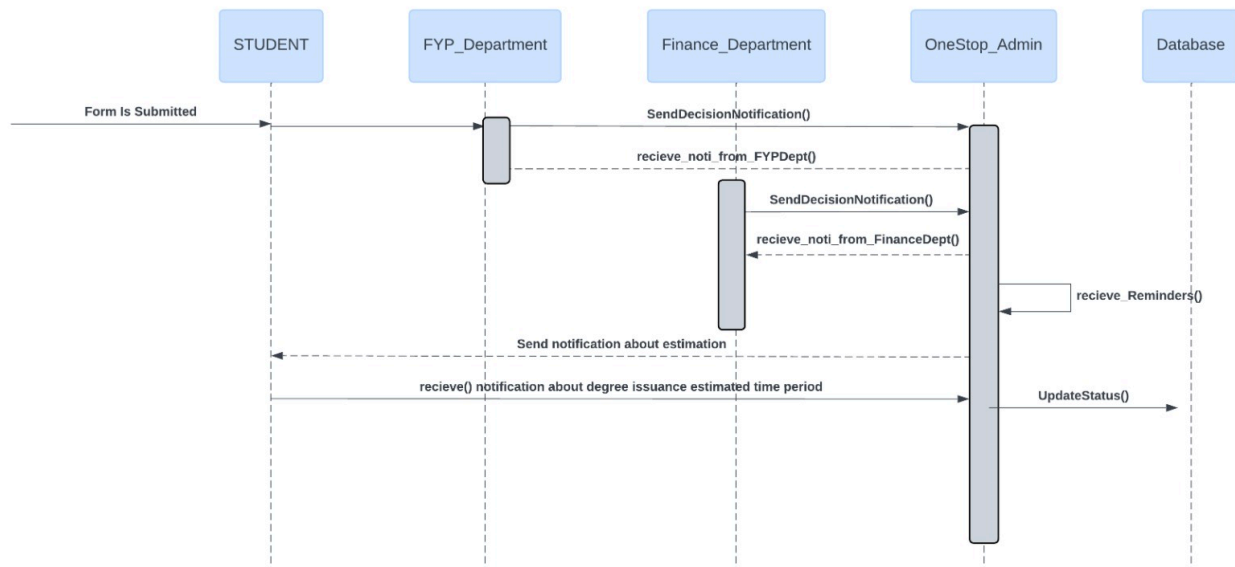 STUDENT
FYP_Department
Finance_Department
OneStop_Admin
Database
Form Is Submitted
SendDecisionNotification()
recieve_noti_from_FYPDept()
SendDecisionNotification()
recieve_noti_from_FinanceDept()
recieve_Reminders()
Send notification about estimation
recieve() notification about degree issuance estimated time period
UpdateStatus()